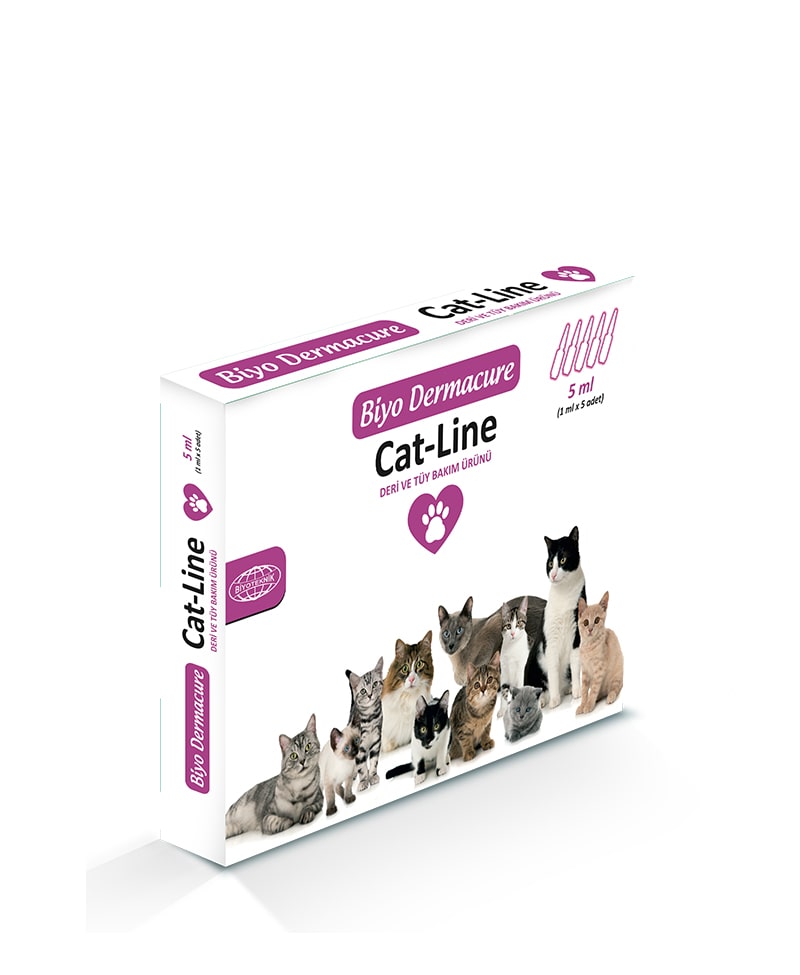 Biyo Dermacure
Cat-Line
DERİ VE TÜY BAKIM ÜRÜNÜ
Biyo Dermacure
Cat-Line
DERİ VE TÜY BAKIM ÜRÜNÜ
5 ml
(1 ml x 5 adet)
BİYOTEKNİK
Biyo Dermacure
Cat-Line
DERİ VE TÜY BAKIM ÜRÜNÜ
5 ml
(1 ml x 5 adet)